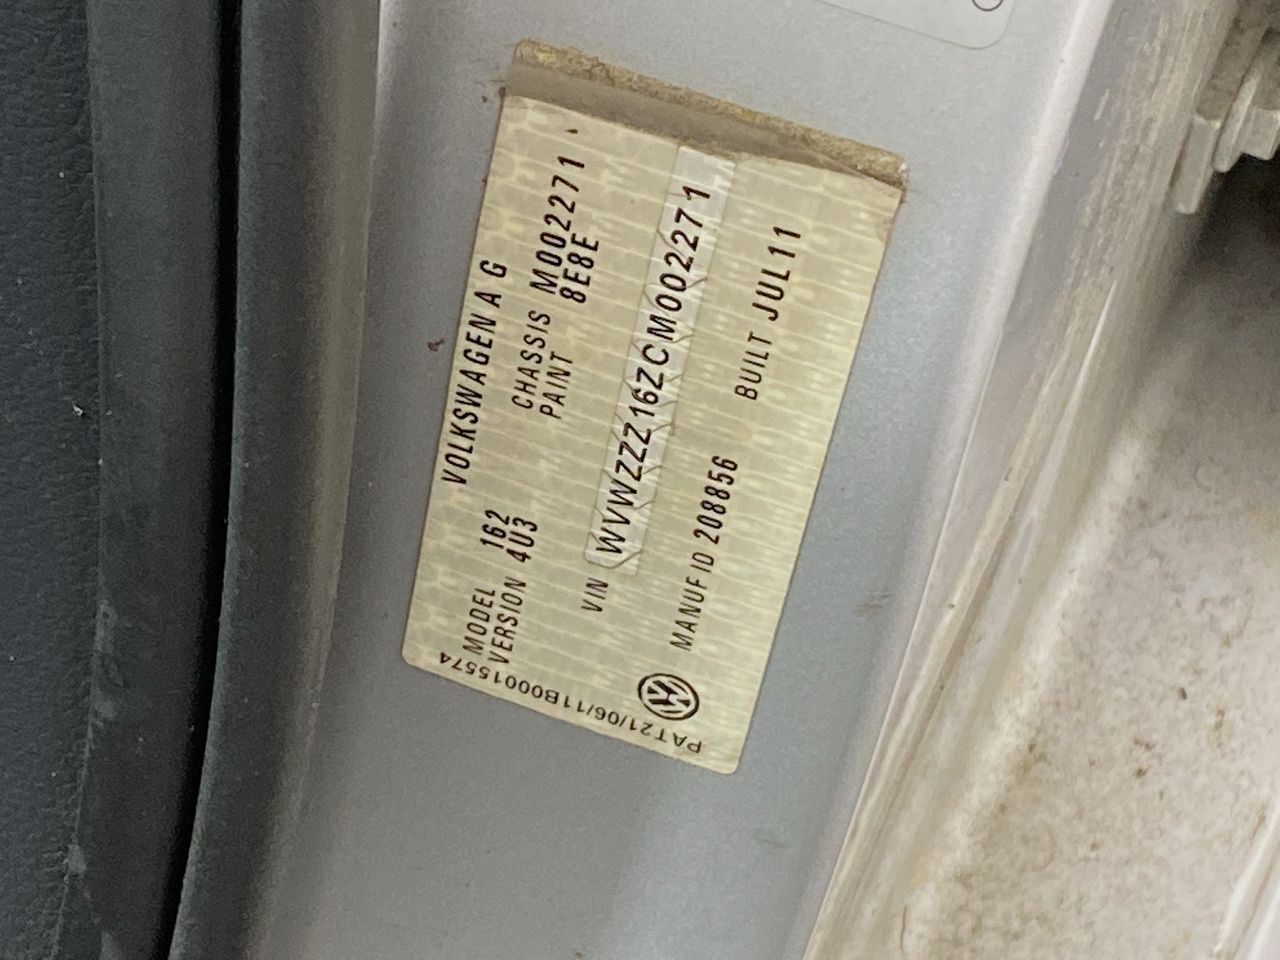 VOLKSWAGEN A G
MODEL 162 CHASSIS M002271
VERSION 4U3 PAINT 8E8E
VIN WVWZZZ16ZCM002271
MANUF ID 208856 BUILT JUL11
PAT21/06/11B00015574